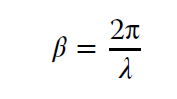 β = 2π/λ